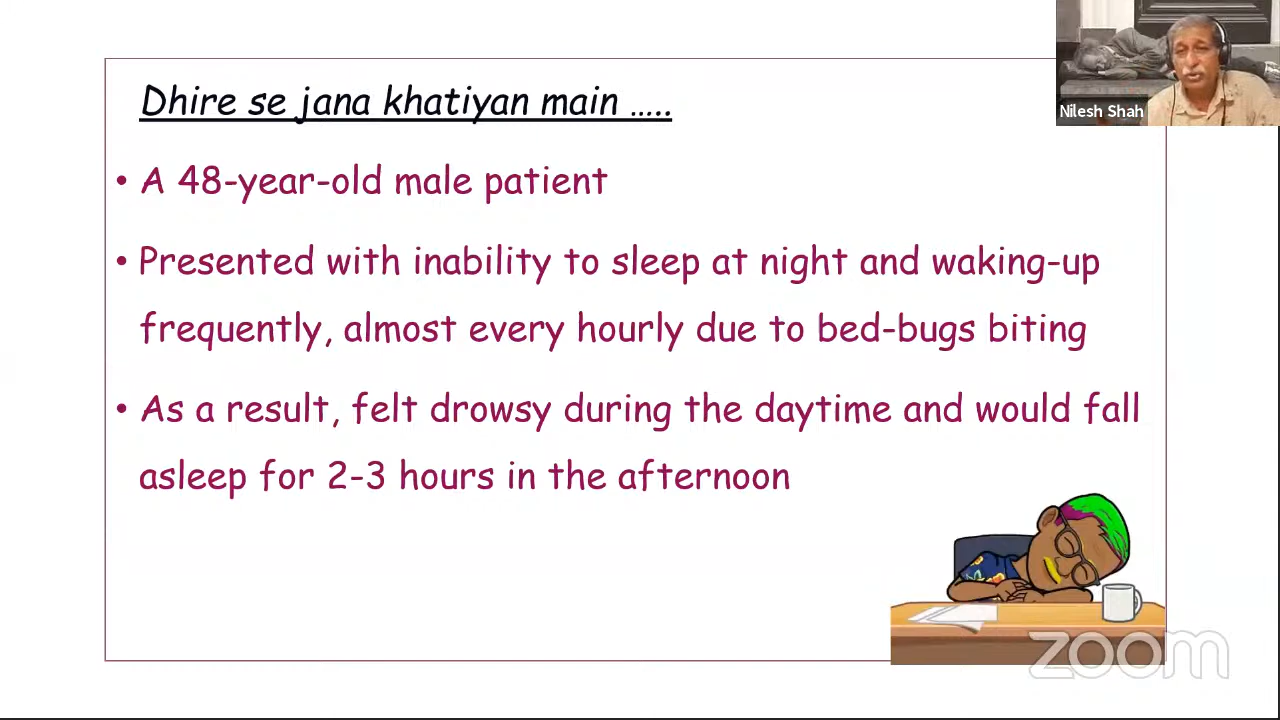 Dhire se jana khatiyan main …..
Nilesh Shah
• A 48-year-old male patient
• Presented with inability to sleep at night and waking-up
frequently, almost every hourly due to bed-bugs biting
• As a result, felt drowsy during the daytime and would fall
asleep for 2-3 hours in the afternoon
zoom